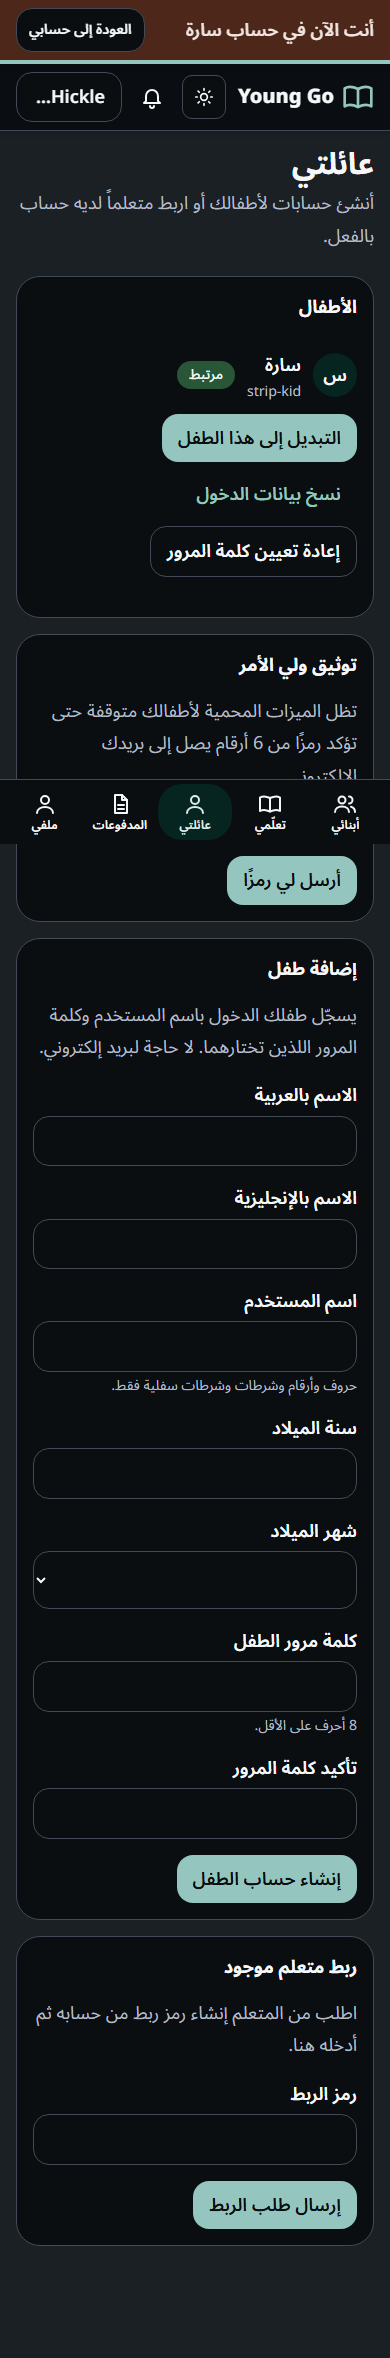 أنت الآن في حساب سارة
العودة إلى حسابي
Young Go
Hickle...
عائلتي
أنشئ حسابات لأطفالك أو اربط متعلماً لديه حساب
بالفعل.
الأطفال
س
سارة
مرتبط
strip-kid
التبديل إلى هذا الطفل
نسخ بيانات الدخول
إعادة تعيين كلمة المرور
توثيق ولي الأمر
تظل الميزات المحمية لأطفالك متوقفة حتى
تؤكد رمزًا من 6 أرقام يصل إلى بريدك
أبنائي
تعلّمي
عائلتي
المدفوعات
ملفي
أرسل لي رمزًا
إضافة طفل
يسجّل طفلك الدخول باسم المستخدم وكلمة
المرور اللذين تختارهما. لا حاجة لبريد إلكتروني.
الاسم بالعربية
الاسم بالإنجليزية
اسم المستخدم
حروف وأرقام وشرطات وشرطات سفلية فقط.
سنة الميلاد
شهر الميلاد
كلمة مرور الطفل
8 أحرف على الأقل.
تأكيد كلمة المرور
إنشاء حساب الطفل
ربط متعلم موجود
اطلب من المتعلم إنشاء رمز ربط من حسابه ثم
أدخله هنا.
رمز الربط
إرسال طلب الربط